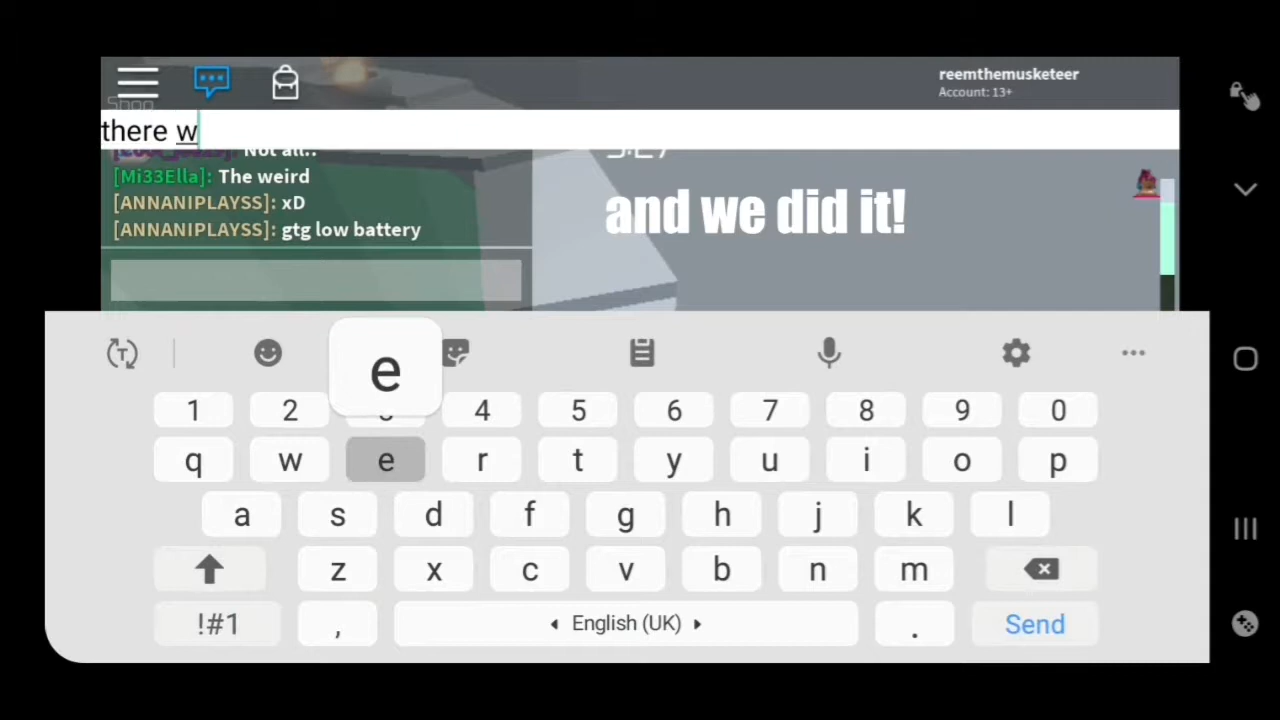 reemthemusketeer
Account: 13+
Shop
there w
Not all..
[Mi33Ella]: The weird
[ANNANIPLAYSS]: xD
[ANNANIPLAYSS]: gtg low battery
and we did it!
e
1 2 4 5 6 7 8 9 0
q w e r t y u i o p
a s d f g h j k l
z x c v b n m
!#1 , English (UK) . Send